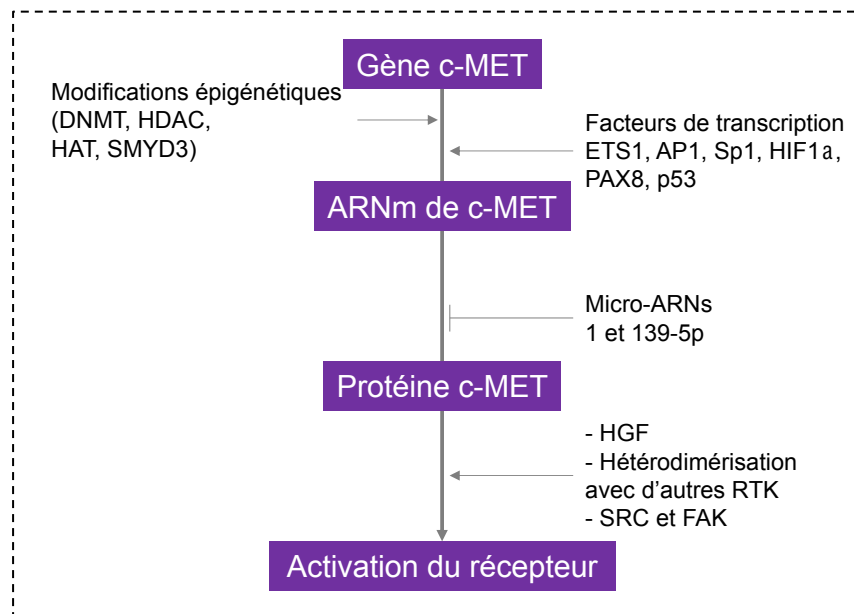 Gène c-MET
Modifications épigénétiques
(DNMT, HDAC,
HAT, SMYD3)
Facteurs de transcription
ETS1, AP1, Sp1, HIF1a,
PAX8, p53
ARNm de c-MET
Micro-ARNs
1 et 139-5p
Protéine c-MET
- HGF
- Hétérodimérisation
avec d'autres RTK
- SRC et FAK
Activation du récepteur